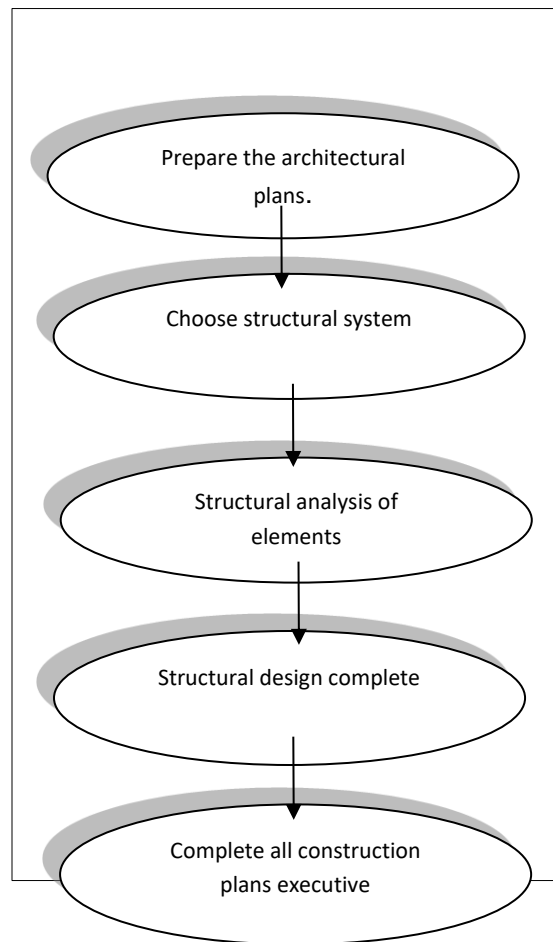 Prepare the architectural
plans.
Choose structural system
Structural analysis of
elements
Structural design complete
Complete all construction
plans executive